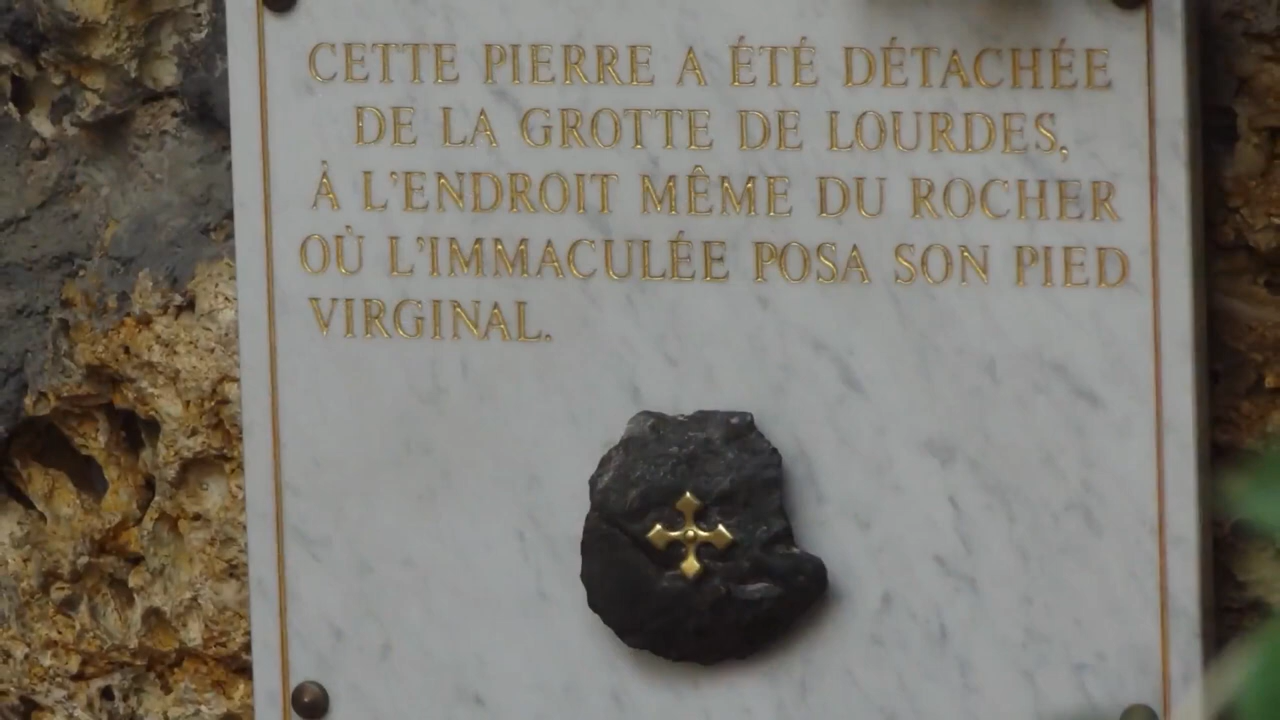 CETTE PIERRE A ÉTÉ DÉTACHÉE
DE LA GROTTE DE LOURDES,
À L'ENDROIT MÊME DU ROCHER
OÙ L'IMMACULÉE POSA SON PIED
VIRGINAL.